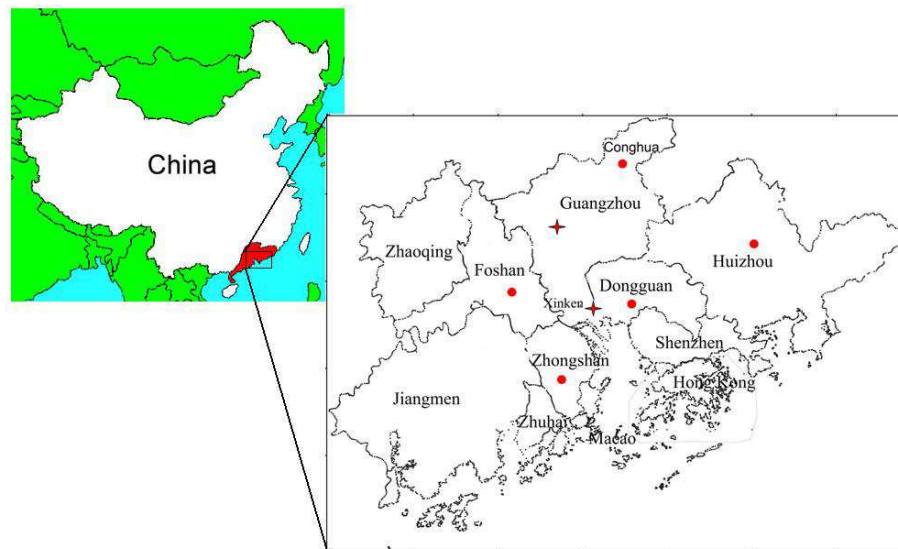 China
Conghua
Guangzhou
Zhaoqing
Huizhou
Foshan
Dongguan
Xinken
Shenzhen
Zhongshan
Hong Kong
Jiangmen
Zhuhai
Macao